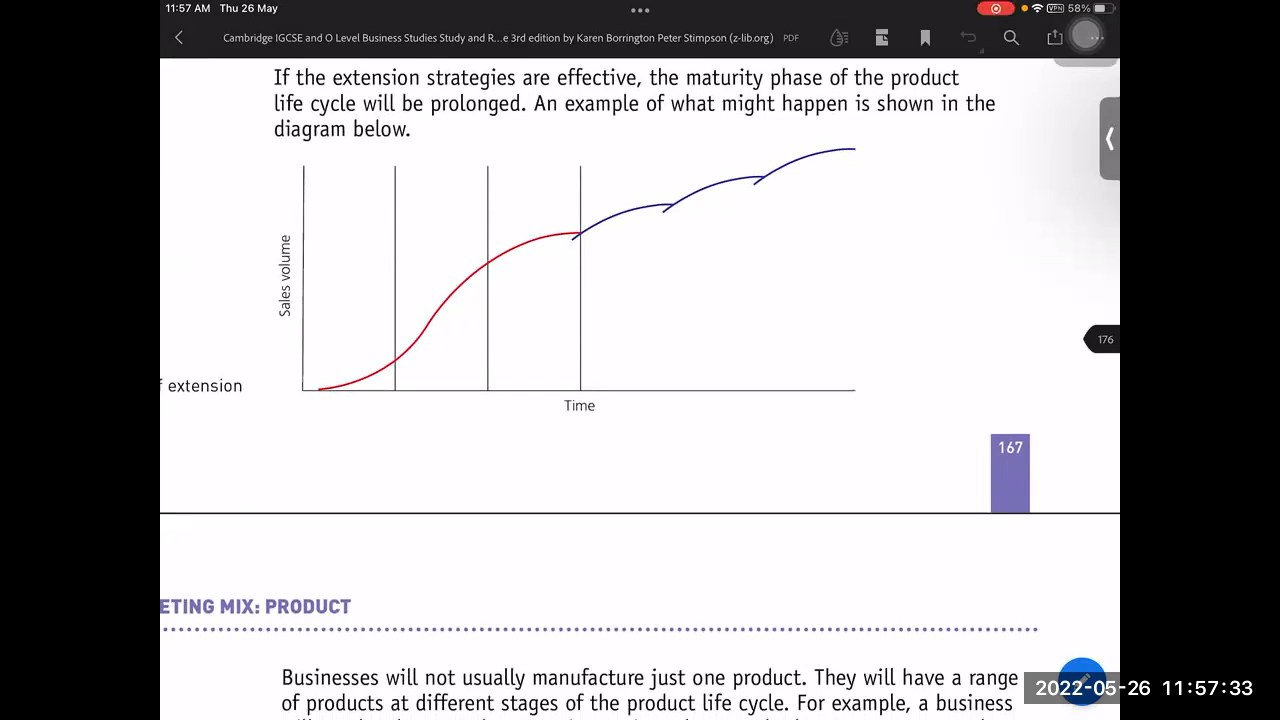 11:57 AM Thu 26 May
VPN 58%
Cambridge IGCSE and O Level Business Studies Study and R...e 3rd edition by Karen Borrington Peter Stimpson (z-lib.org) PDF
If the extension strategies are effective, the maturity phase of the product
life cycle will be prolonged. An example of what might happen is shown in the
diagram below.
Sales volume
176
extension
Time
167
ETING MIX: PRODUCT
Businesses will not usually manufacture just one product. They will have a range
of products at different stages of the product life cycle. For example, a business
2022-05-26 11:57:33